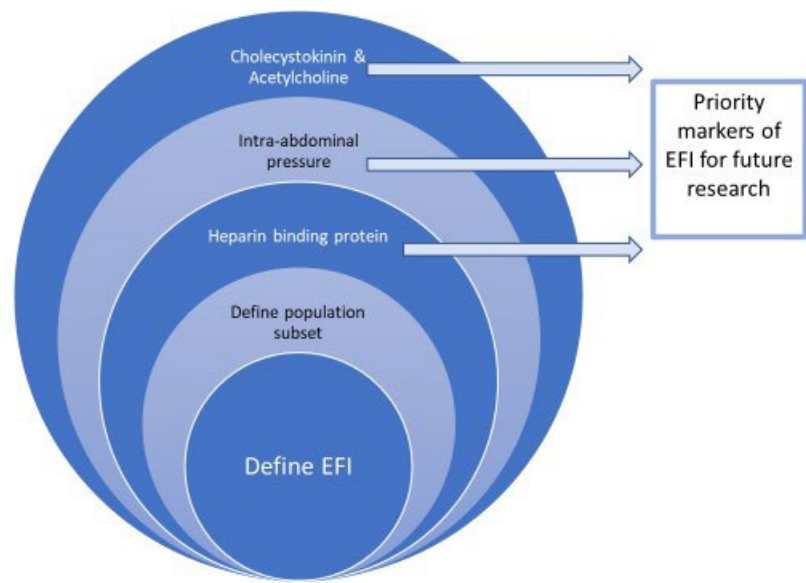 Cholecystokinin &
Acetylcholine
Intra-abdominal
pressure
Heparin binding protein
Define population
subset
Define EFI
Priority
markers of
EFI for future
research